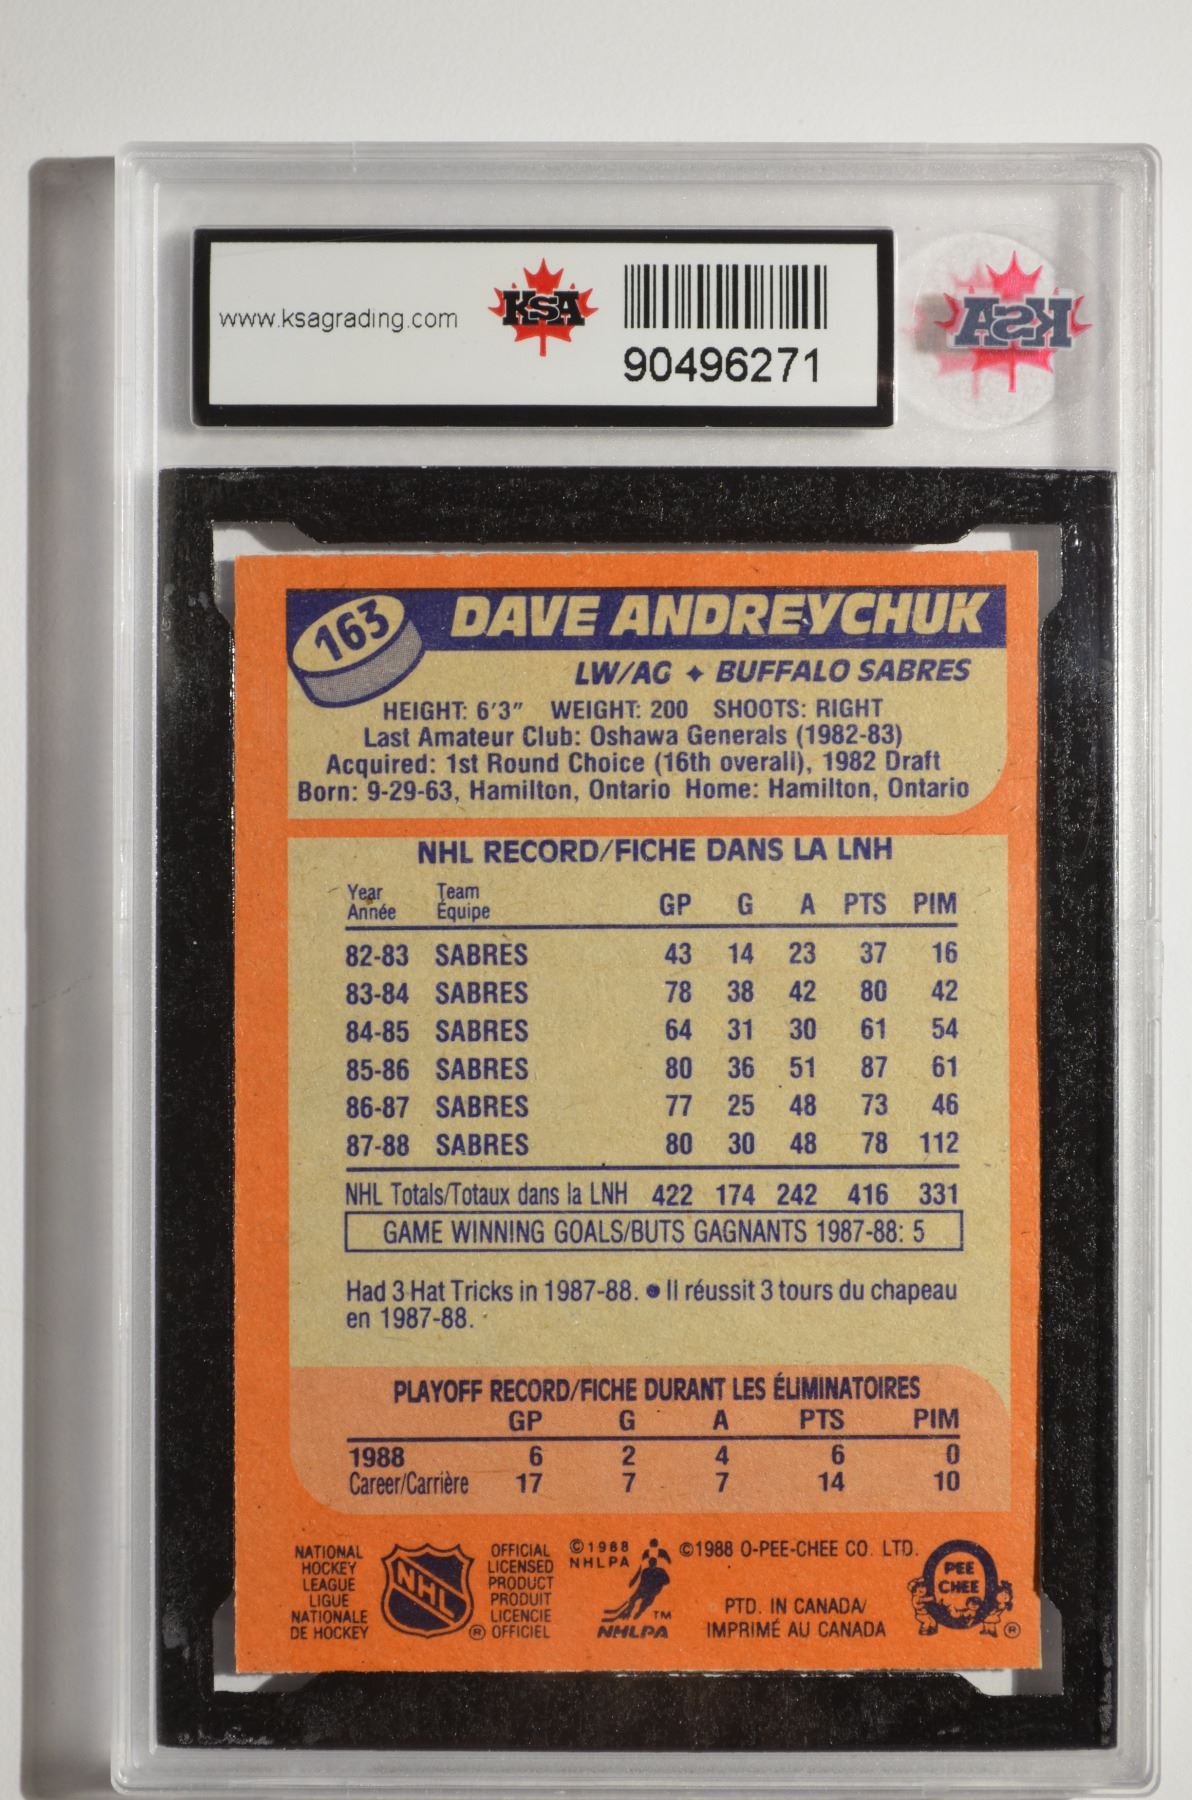 www.ksagrading.com
KSA
90496271
KSA
163
DAVE ANDREYCHUK
LW/AG ✦ BUFFALO SABRES
HEIGHT: 6'3" WEIGHT: 200 SHOOTS: RIGHT
Last Amateur Club: Oshawa Generals (1982-83)
Acquired: 1st Round Choice (16th overall), 1982 Draft
Born: 9-29-63, Hamilton, Ontario Home: Hamilton, Ontario
NHL RECORD/FICHE DANS LA LNH
Year Team
Année Équipe GP G A PTS PIM
82-83 SABRES 43 14 23 37 16
83-84 SABRES 78 38 42 80 42
84-85 SABRES 64 31 30 61 54
85-86 SABRES 80 36 51 87 61
86-87 SABRES 77 25 48 73 46
87-88 SABRES 80 30 48 78 112
NHL Totals/Totaux dans la LNH 422 174 242 416 331
GAME WINNING GOALS/BUTS GAGNANTS 1987-88: 5
Had 3 Hat Tricks in 1987-88. ● Il réussit 3 tours du chapeau
en 1987-88.
PLAYOFF RECORD/FICHE DURANT LES ÉLIMINATOIRES
GP G A PTS PIM
1988 6 2 4 6 0
Career/Carrière 17 7 7 14 10
NATIONAL
HOCKEY
LEAGUE
LIGUE
NATIONALE
DE HOCKEY
NHL
®
OFFICIAL
LICENSED
PRODUCT
PRODUIT
LICENCIE
OFFICIEL
©1988
NHLPA
TM
NHLPA
©1988 O-PEE-CHEE CO. LTD.
PTD. IN CANADA/
IMPRIMÉ AU CANADA
PEE
CHEE
®